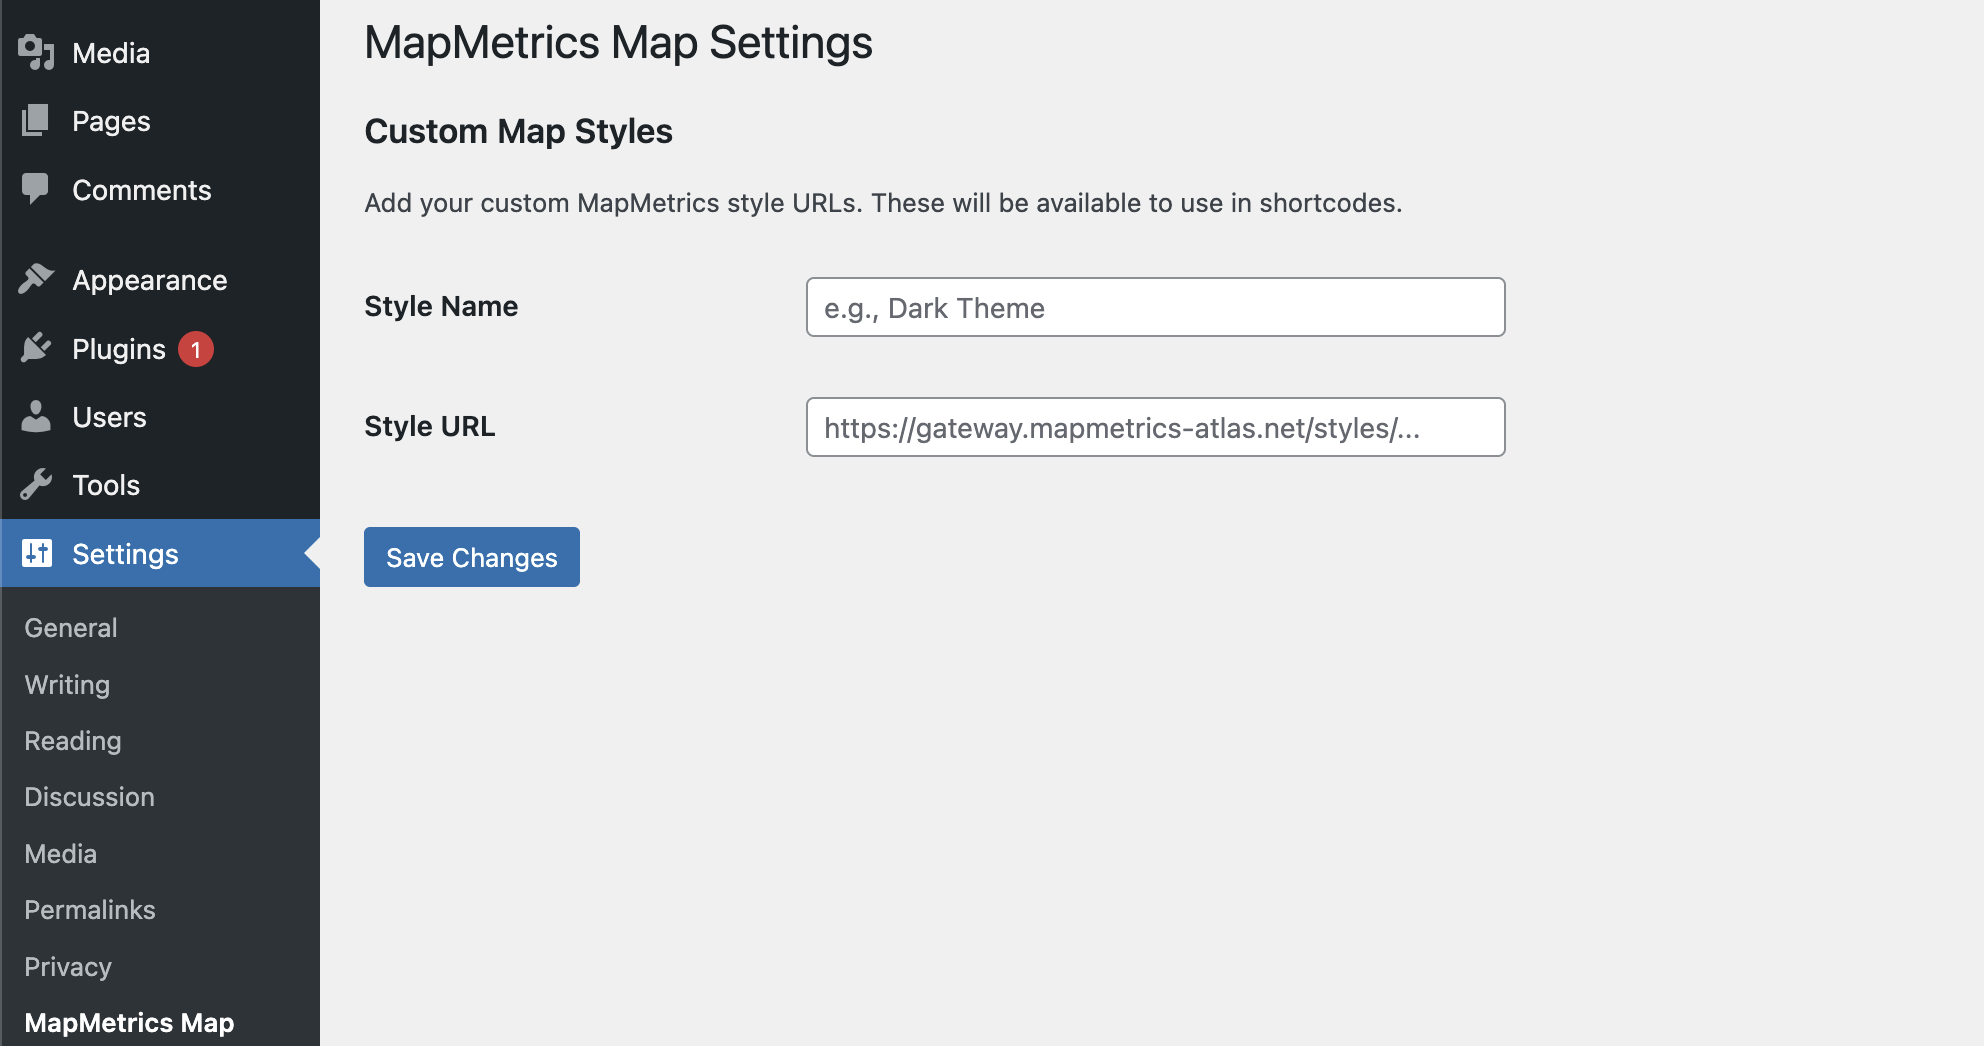 Media
Pages
Comments
Appearance
Plugins 1
Users
Tools
Settings
General
Writing
Reading
Discussion
Media
Permalinks
Privacy
MapMetrics Map
MapMetrics Map Settings
Custom Map Styles
Add your custom MapMetrics style URLs. These will be available to use in shortcodes.
Style Name
e.g., Dark Theme
Style URL
https://gateway.mapmetrics-atlas.net/styles/...
Save Changes